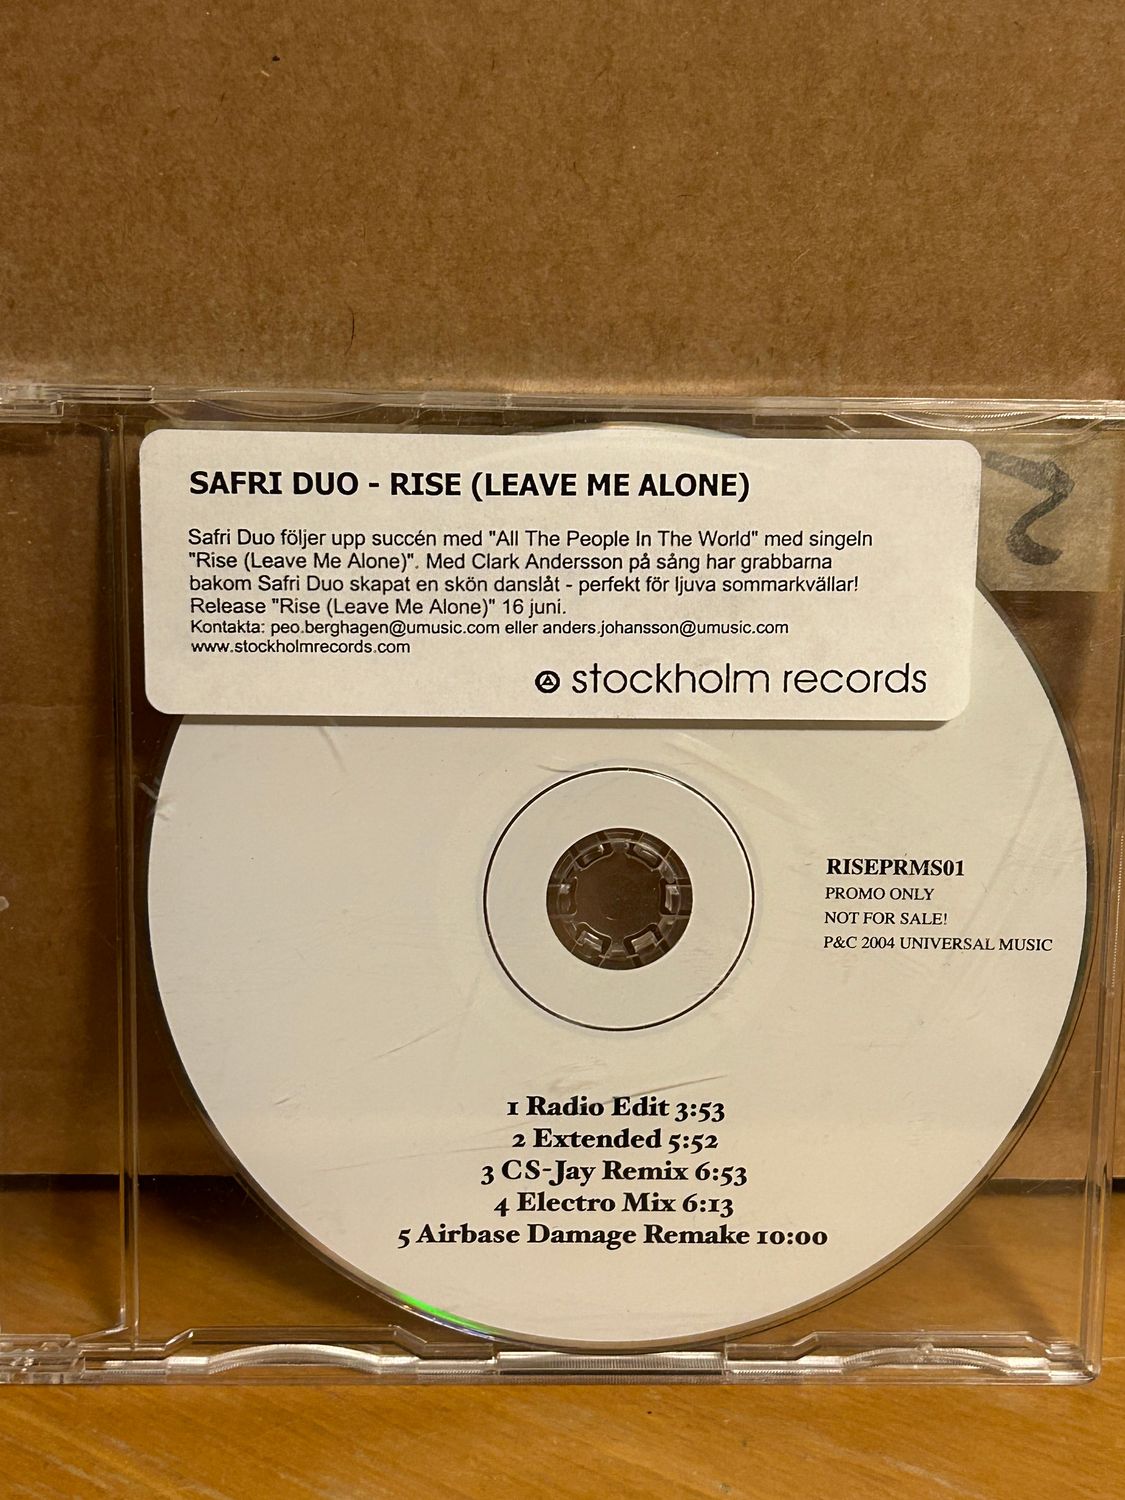 SAFRI DUO - RISE (LEAVE ME ALONE)
Safri Duo följer upp succén med "All The People In The World" med singeln
"Rise (Leave Me Alone)". Med Clark Andersson på sång har grabbarna
bakom Safri Duo skapat en skön danslåt - perfekt för ljuva sommarkvällar!
Release "Rise (Leave Me Alone)" 16 juni.
Kontakta: peo.berghagen@umusic.com eller anders.johansson@umusic.com
www.stockholmrecords.com
stockholm records
RISEPRMS01
PROMO ONLY
NOT FOR SALE!
P&C 2004 UNIVERSAL MUSIC
1 Radio Edit 3:53
2 Extended 5:52
3 CS-Jay Remix 6:53
4 Electro Mix 6:13
5 Airbase Damage Remake 10:00